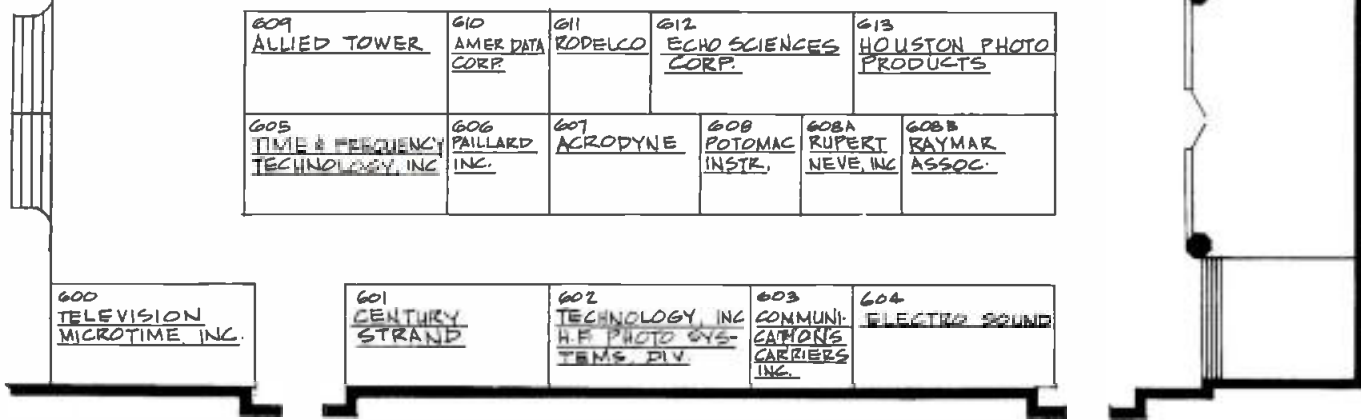 609
ALLIED TOWER
610
AMER DATA
CORP.
611
RODELCO
612
ECHO SCIENCES
CORP.
613
HOUSTON PHOTO
PRODUCTS
605
TIME & FREQUENCY
TECHNOLOGY, INC
606
PAILLARD
INC.
607
ACRODYNE
608
POTOMAC
INSTR.
608A
RUPERT
NEVE, INC
608B
RAYMAR
ASSOC.
600
TELEVISION
MICROTIME, INC.
601
CENTURY
STRAND
602
TECHNOLOGY, INC
H.F. PHOTO SYS-
TEMS, DIV.
603
COMMUNI-
CATIONS
CARRIERS
INC.
604
ELECTRO SOUND